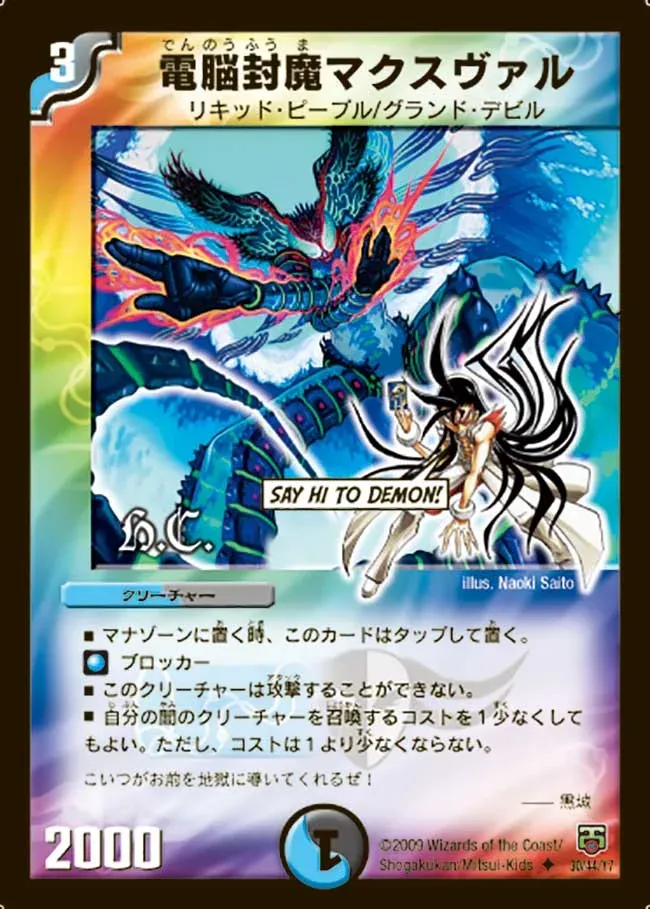 3
でんのうふうま
電脳封魔マクスヴァル
リキッド・ピープル/グランド・デビル
SAY HI TO DEMON!
H.C.
illus. Naoki Saito
クリーチャー
■ マナゾーンに置く時、このカードはタップして置く。
ブロッカー
■ このクリーチャーは攻撃することができない。
■ 自分の闇のクリーチャーを召喚するコストを1少なくして
もよい。ただし、コストは1より少なくならない。
こいつがお前を地獄に導いてくれるぜ!
── 黒城
2000
1
©2009 Wizards of the Coast/
Shogakukan/Mitsui-Kids
30/44/Y7